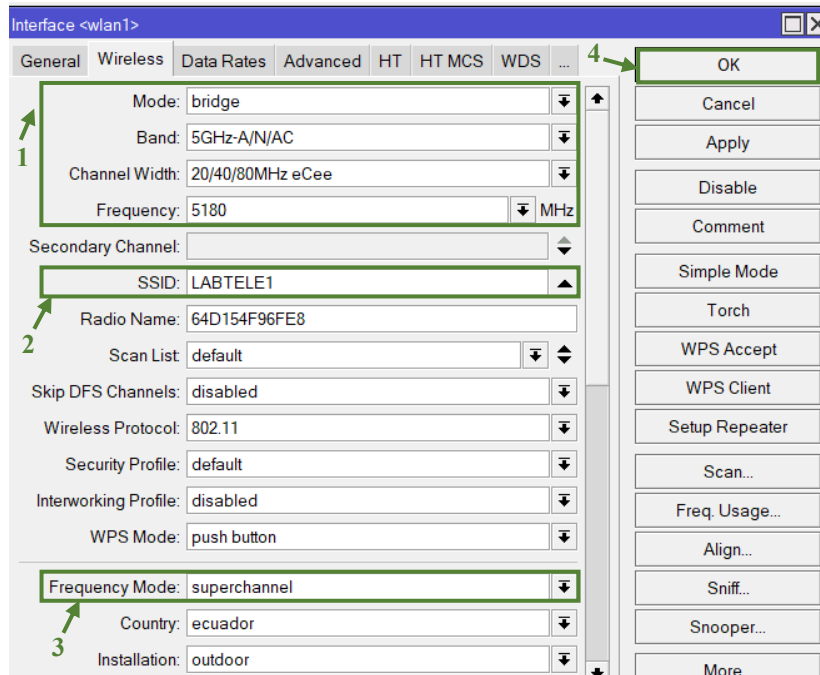 Interface <wlan1>
General Wireless Data Rates Advanced HT HT MCS WDS ...
4
OK
1
Mode: bridge
Cancel
Band: 5GHz-A/N/AC
Apply
Channel Width: 20/40/80MHz eCee
Disable
Frequency: 5180 MHz
Comment
Secondary Channel:
2
SSID: LABTELE1
Simple Mode
Radio Name: 64D154F96FE8
Torch
Scan List: default
WPS Accept
Skip DFS Channels: disabled
WPS Client
Wireless Protocol: 802.11
Setup Repeater
Security Profile: default
Scan...
Interworking Profile: disabled
Freq. Usage...
WPS Mode: push button
Align...
3
Frequency Mode: superchannel
Sniff...
Country: ecuador
Snooper...
Installation: outdoor
More